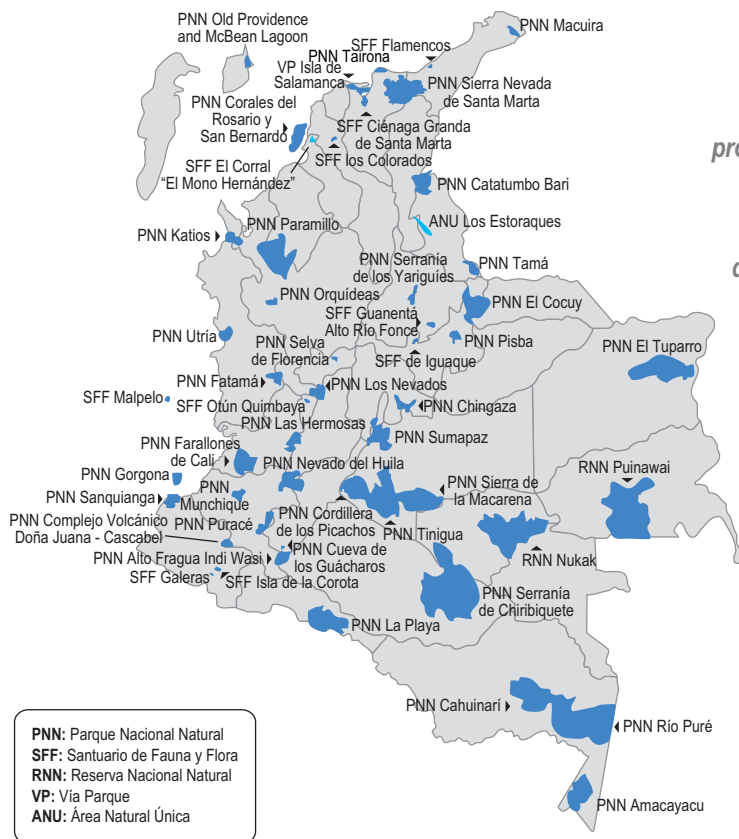 PNN Old Providence
and McBean Lagoon
PNN Macuira
SFF Flamencos
PNN Tairona
VP Isla de
Salamanca
PNN Sierra Nevada
de Santa Marta
PNN Corales del
Rosario y
San Bernardo
SFF Ciénaga Granda
de Santa Marta
SFF los Colorados
SFF El Corral
“El Mono Hernández”
pro
PNN Catatumbo Bari
ANU Los Estoraques
PNN Katios
PNN Paramillo
PNN Serranía
de los Yariguíes
PNN Tamá
d
PNN Orquídeas
PNN El Cocuy
SFF Guanentá
Alto Río Fonce
PNN Utría
PNN Selva
de Florencia
PNN Pisba
SFF de Iguaque
PNN El Tuparro
PNN Fatamá
PNN Los Nevados
SFF Malpelo
SFF Otún Quimbaya
PNN Chingaza
PNN Las Hermosas
PNN Sumapaz
PNN Farallones
de Cali
PNN Nevado del Huila
RNN Puinawai
PNN Gorgona
PNN Sanquianga
PNN
Munchique
PNN Sierra de
la Macarena
PNN Complejo Volcánico
Doña Juana - Cascabel
PNN Puracé
PNN Cordillera
de los Picachos
PNN Tinigua
PNN Alto Fragua Indi Wasi
PNN Cueva de
los Guácharos
RNN Nukak
SFF Galeras
SFF Isla de la Corota
PNN Serranía
de Chiribiquete
PNN La Playa
PNN Cahuinarí
PNN Río Puré
PNN Amacayacu
PNN: Parque Nacional Natural
SFF: Santuario de Fauna y Flora
RNN: Reserva Nacional Natural
VP: Vía Parque
ANU: Área Natural Única